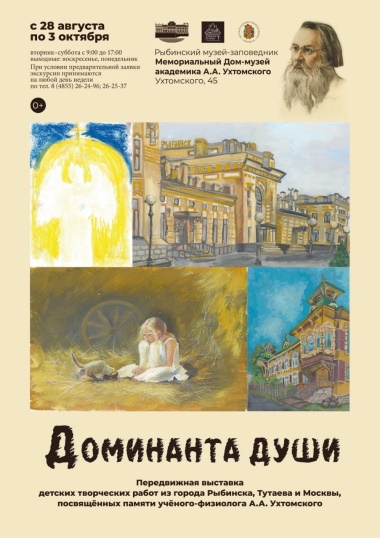 с 28 августа
по 3 октября
вторник–суббота с 9:00 до 17:00
выходные: воскресенье, понедельник
При условии предварительной заявки
экскурсии принимаются
на любой день недели
по тел. 8 (4855) 26-24-96; 26-25-37
0+
Рыбинский музей-заповедник
Мемориальный Дом-музей
академика А.А. Ухтомского
Ухтомского, 45
РЫБИНСК
Доминанта души
Передвижная выставка
детских творческих работ из города Рыбинска, Тутаева и Москвы,
посвящённых памяти учёного-физиолога А.А. Ухтомского